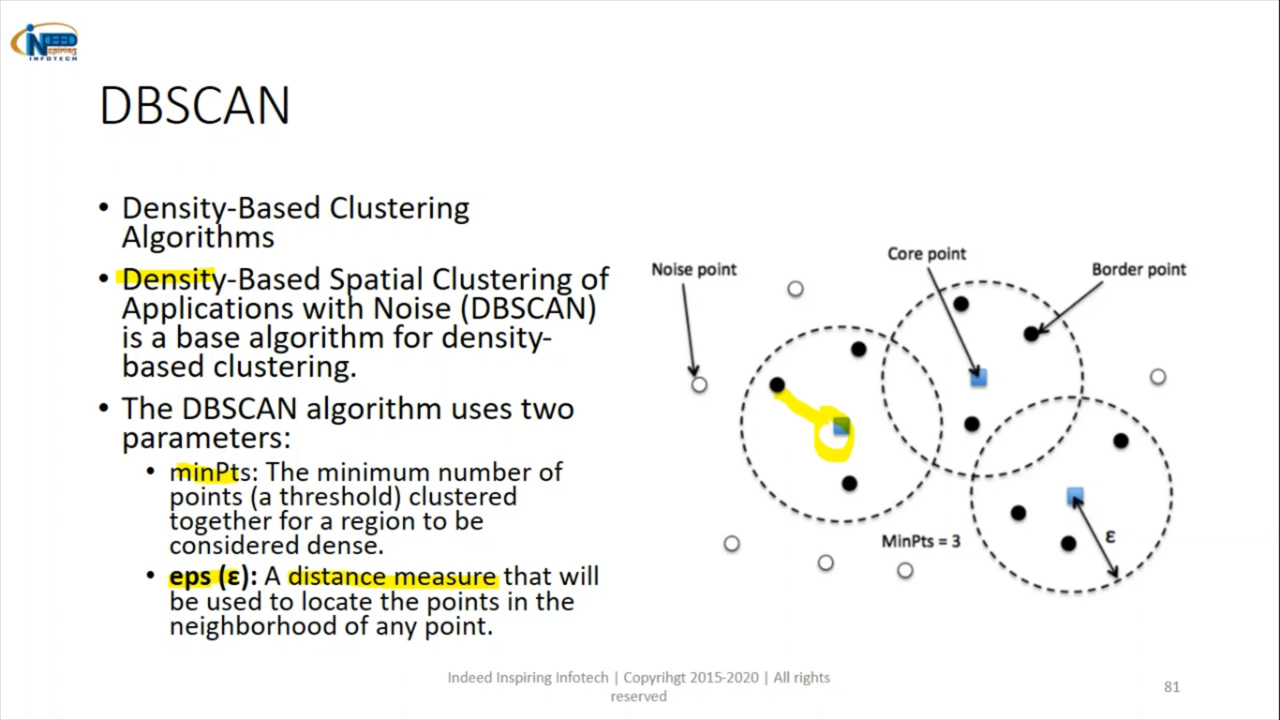 iNDEED
nspiring
INFOTECH
DBSCAN
• Density-Based Clustering
Algorithms
• Density-Based Spatial Clustering of
Applications with Noise (DBSCAN)
is a base algorithm for density-
based clustering.
• The DBSCAN algorithm uses two
parameters:
• minPts: The minimum number of
points (a threshold) clustered
together for a region to be
considered dense.
• eps (ε): A distance measure that will
be used to locate the points in the
neighborhood of any point.
Noise point
Core point
Border point
MinPts = 3
ε
Indeed Inspiring Infotech | Copyrihgt 2015-2020 | All rights
reserved
81